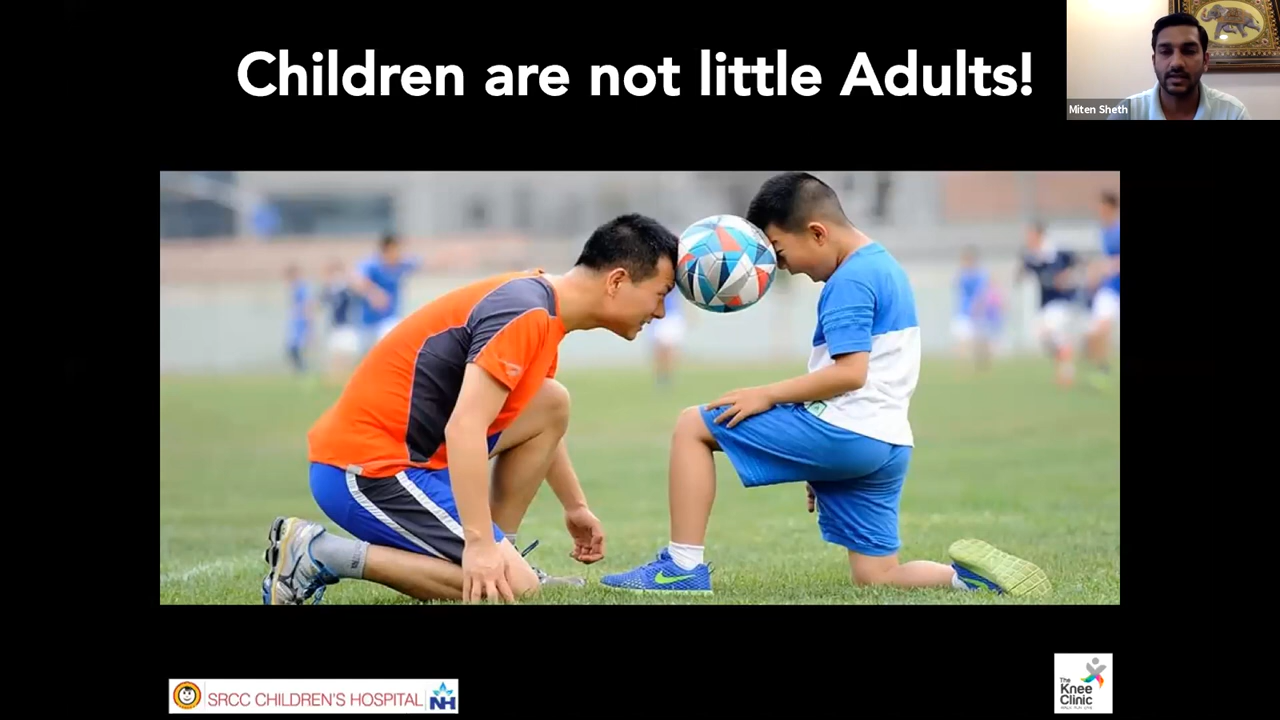 Children are not little Adults!
Miten Sheth
SRCC CHILDREN'S HOSPITAL
NH
The
Knee
Clinic